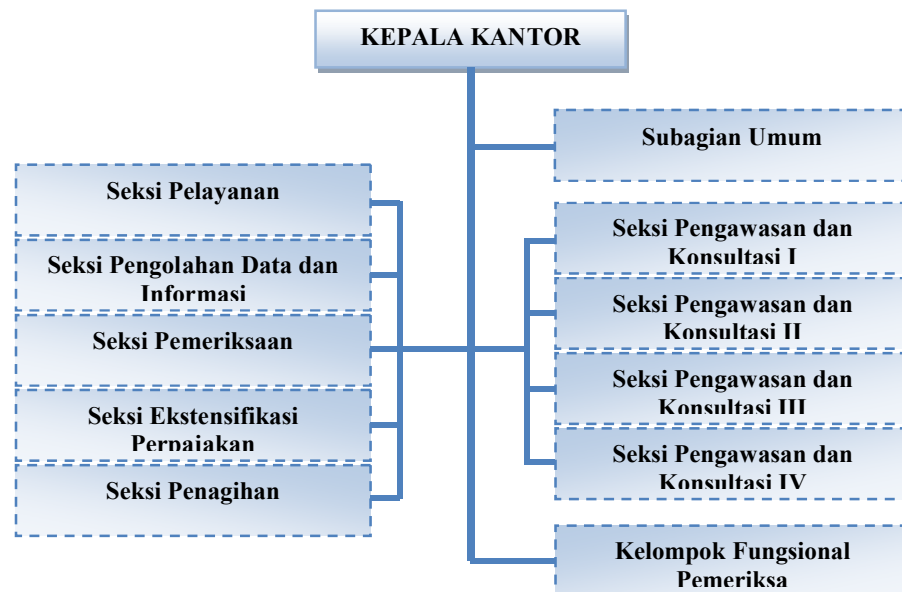 KEPALA KANTOR
Subagian Umum
Seksi Pelayanan
Seksi Pengolahan Data dan
Informasi
Seksi Pemeriksaan
Seksi Ekstensifikasi
Perpajakan
Seksi Penagihan
Seksi Pengawasan dan
Konsultasi I
Seksi Pengawasan dan
Konsultasi II
Seksi Pengawasan dan
Konsultasi III
Seksi Pengawasan dan
Konsultasi IV
Kelompok Fungsional
Pemeriksa